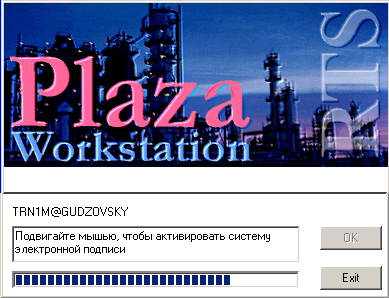 RTS
Plaza
Workstation
TRN1M@GUDZOVSKY
Подвигайте мышью, чтобы активировать систему
электронной подписи
OK
Exit